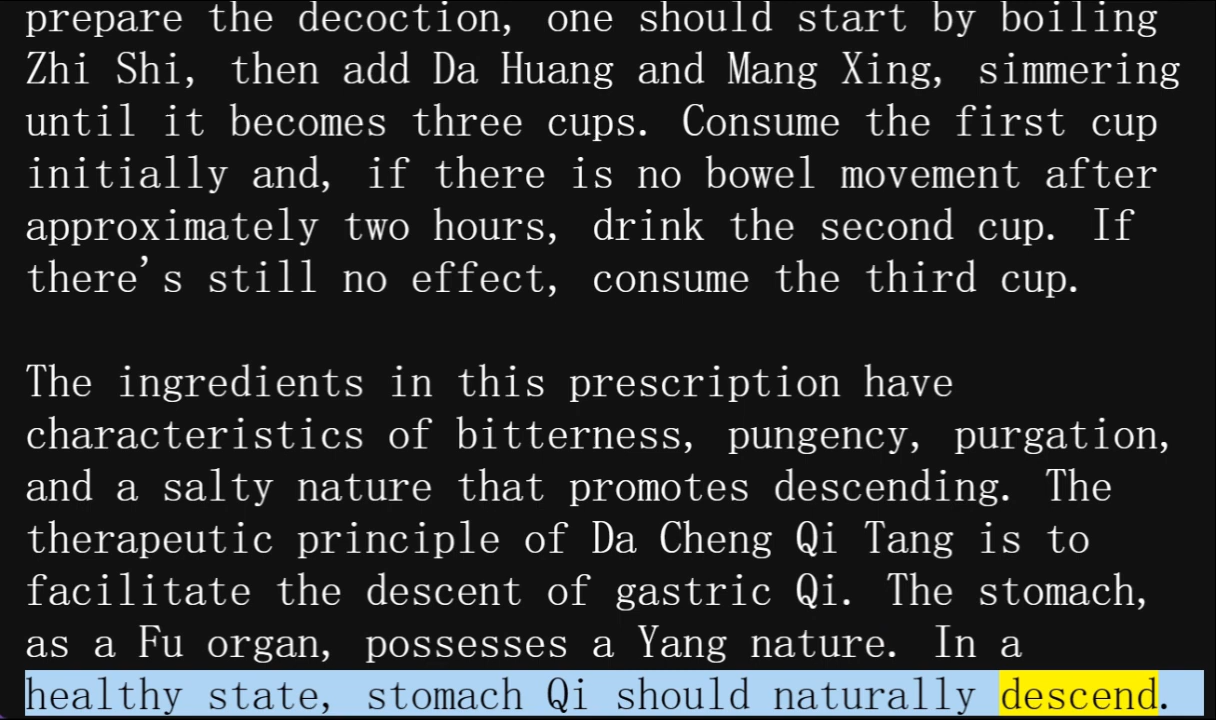 prepare the decoction, one should start by boiling
Zhi Shi, then add Da Huang and Mang Xing, simmering
until it becomes three cups. Consume the first cup
initially and, if there is no bowel movement after
approximately two hours, drink the second cup. If
there's still no effect, consume the third cup.
The ingredients in this prescription have
characteristics of bitterness, pungency, purgation,
and a salty nature that promotes descending. The
therapeutic principle of Da Cheng Qi Tang is to
facilitate the descent of gastric Qi. The stomach,
as a Fu organ, possesses a Yang nature. In a
healthy state, stomach Qi should naturally descend.